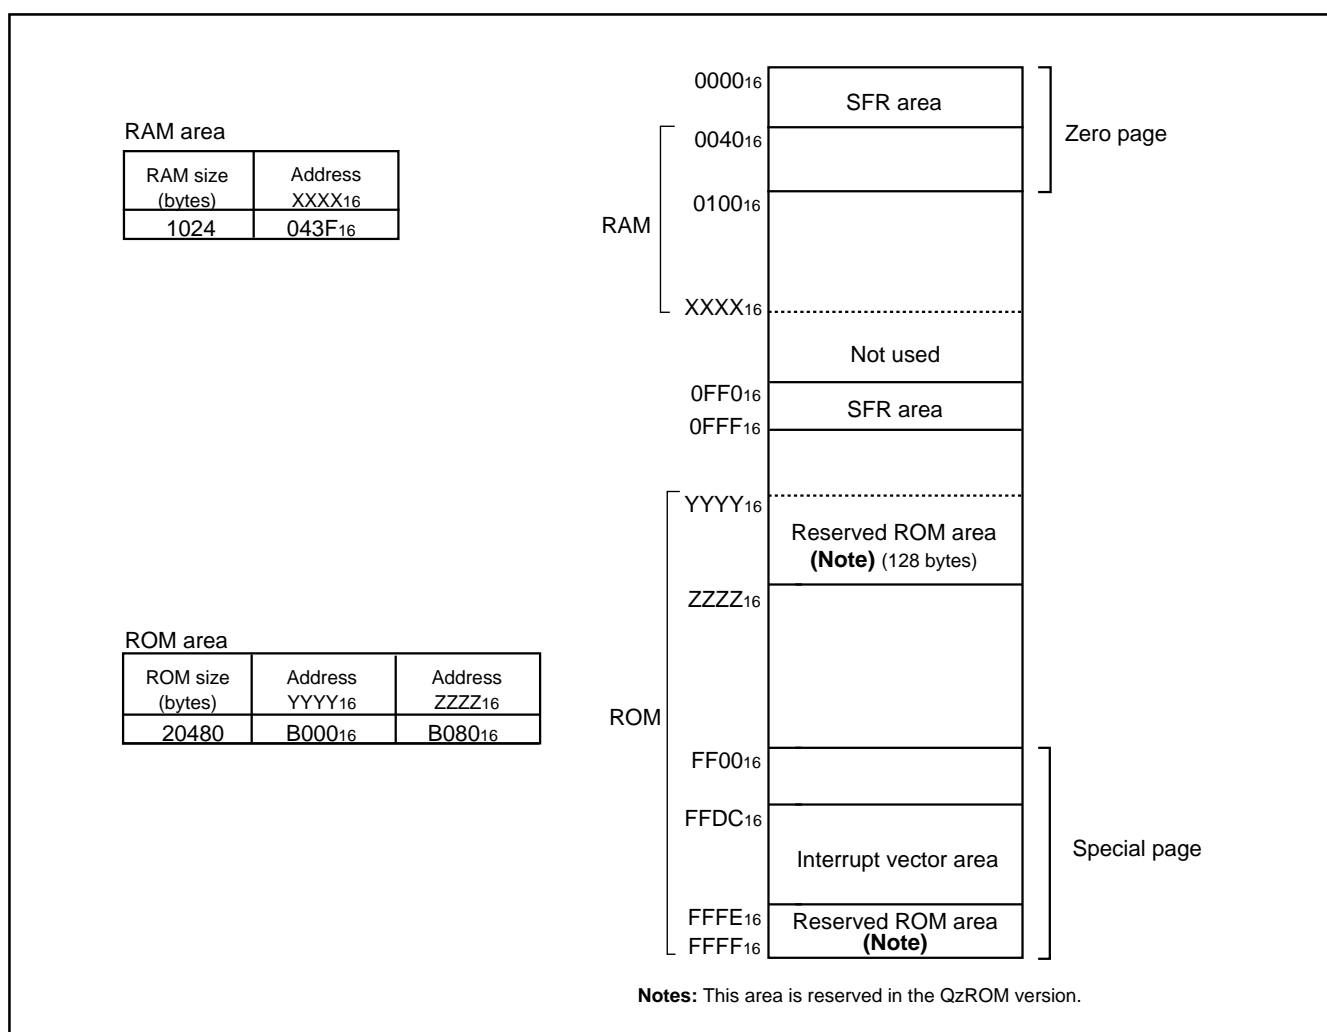 RAM area
RAM size
(bytes)
Address
XXXX16
1024
043F16
ROM area
ROM size
(bytes)
Address
YYYY16
Address
ZZZZ16
20480
B00016
B08016
000016
SFR area
Zero page
004016
010016
RAM
XXXX16
Not used
0FF016
SFR area
0FFF16
YYYY16
Reserved ROM area
(Note) (128 bytes)
ZZZZ16
ROM
FF0016
FFDC16
Interrupt vector area
Special page
FFFE16
Reserved ROM area
(Note)
FFFF16
Notes: This area is reserved in the QzROM version.